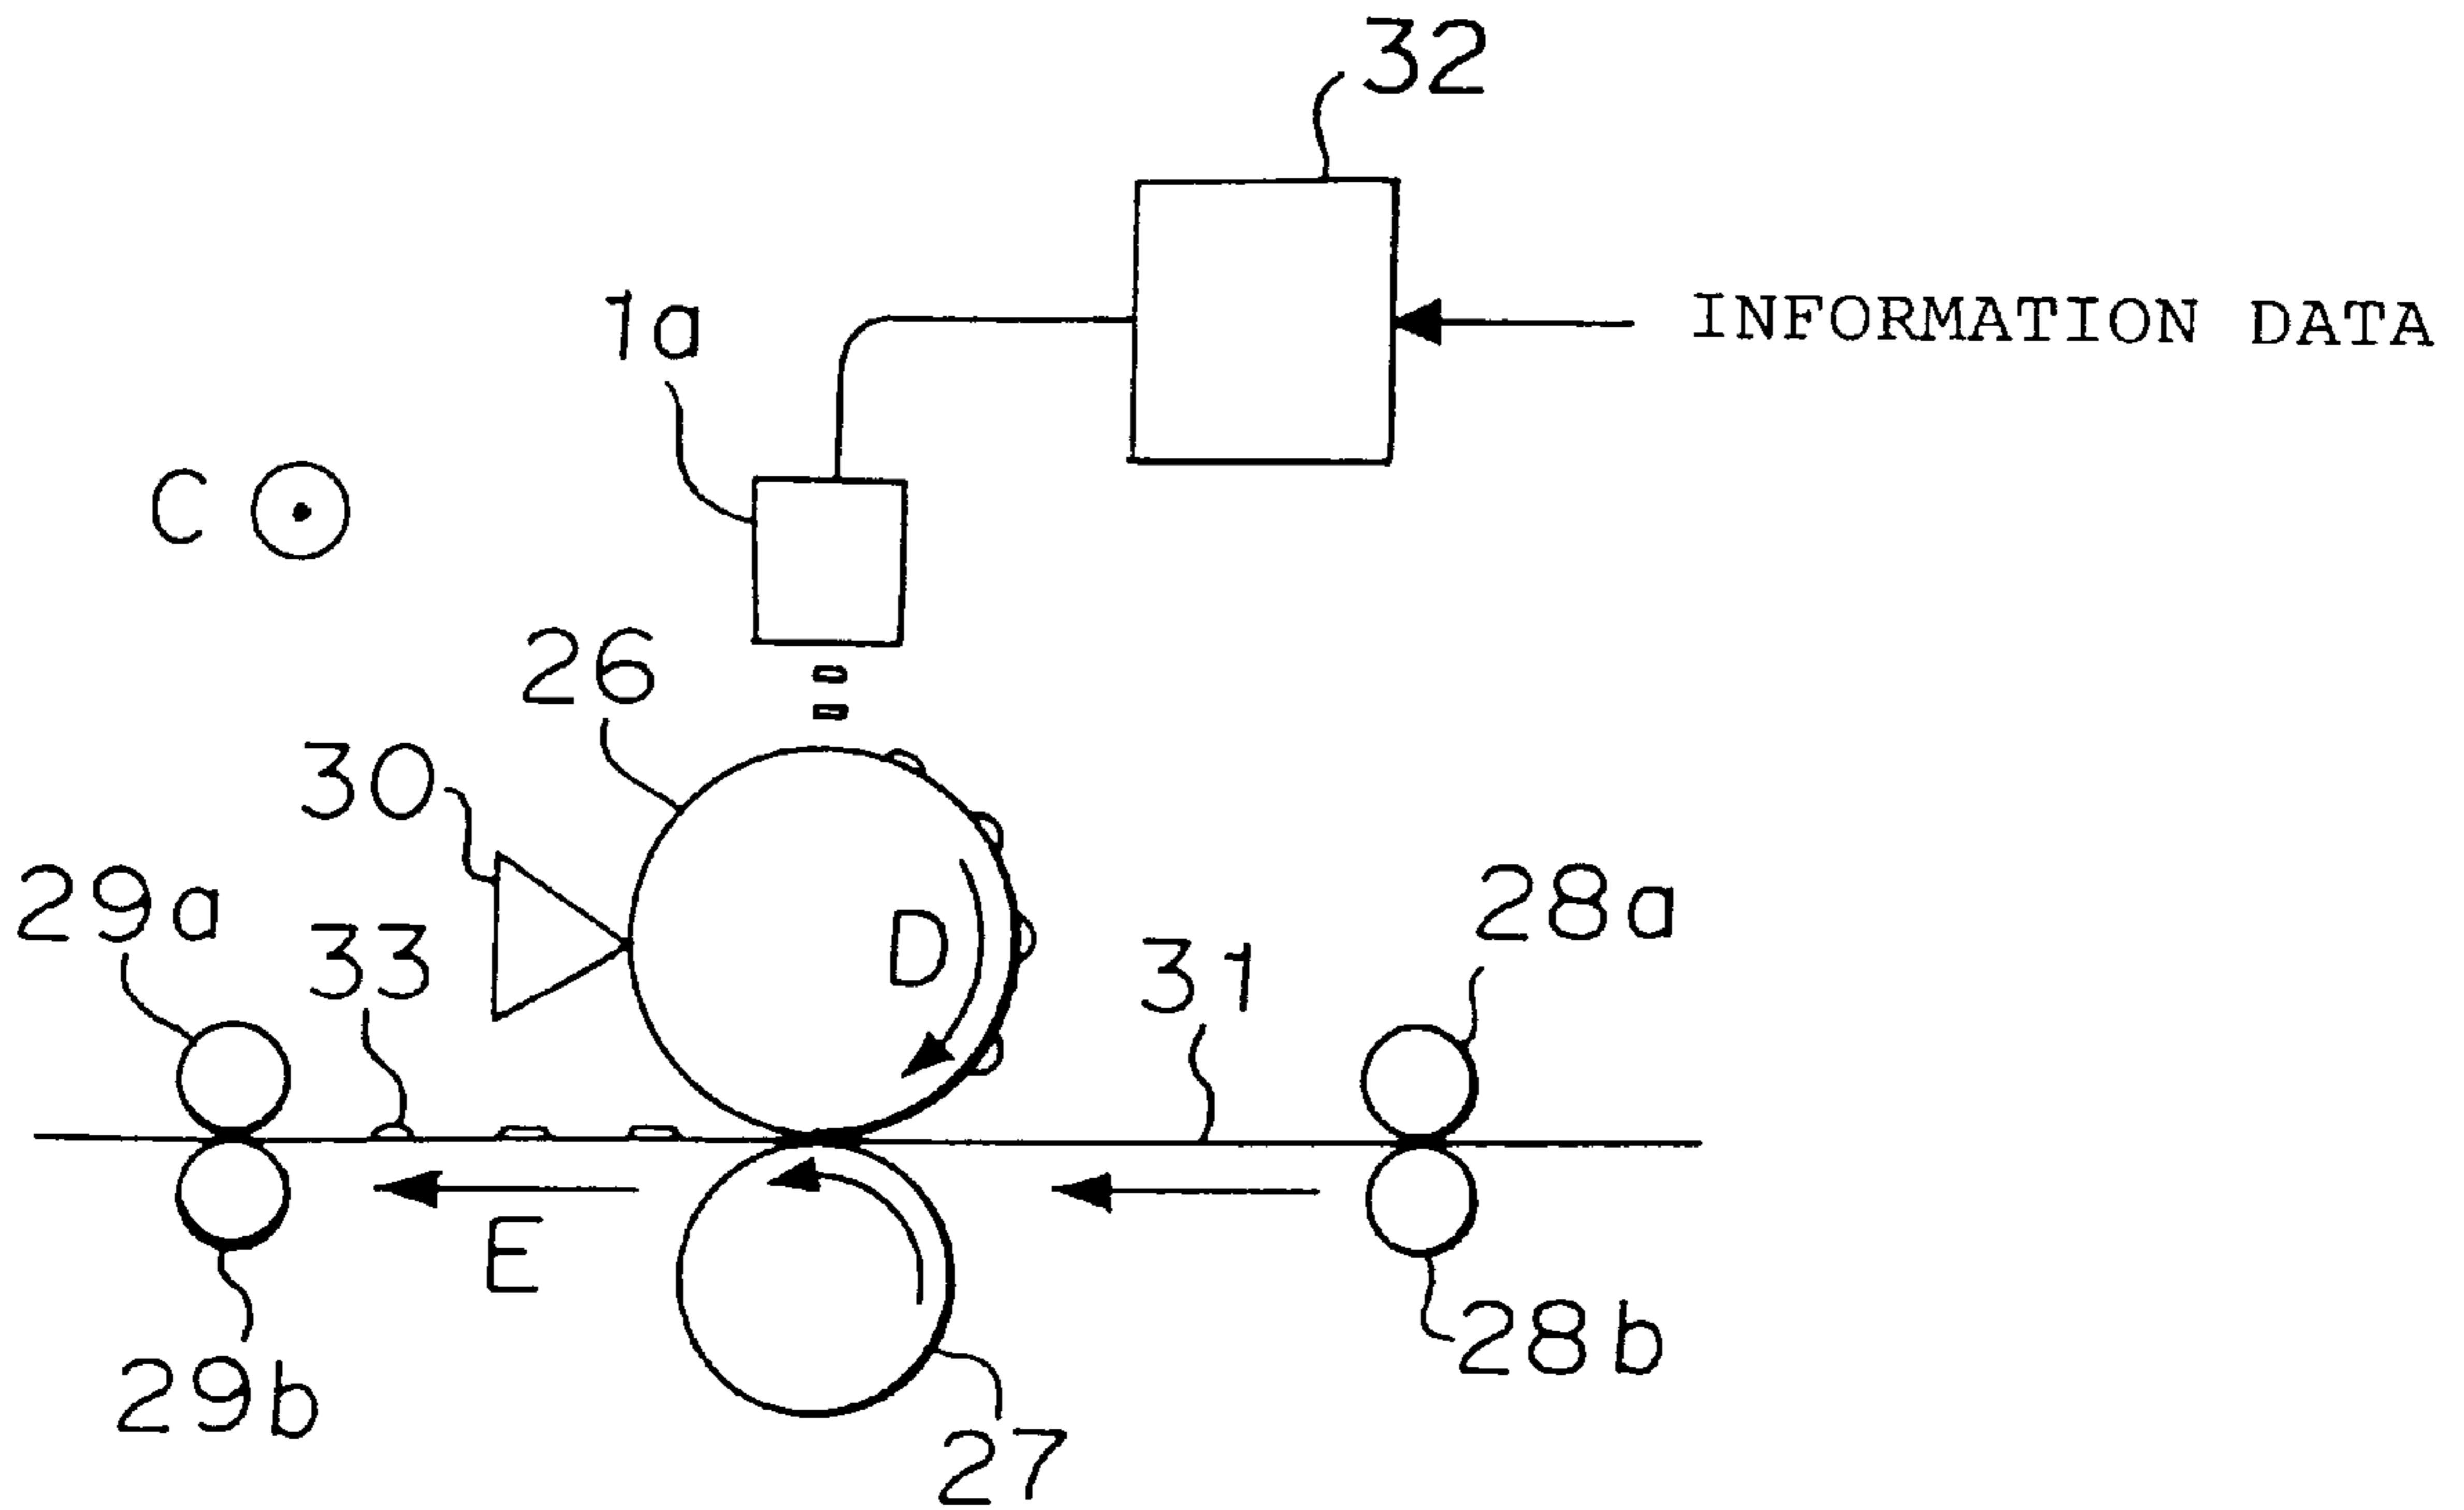 32
1a
INFORMATION DATA
C
26
30
29a
33
D
31
28a
E
28b
29b
27